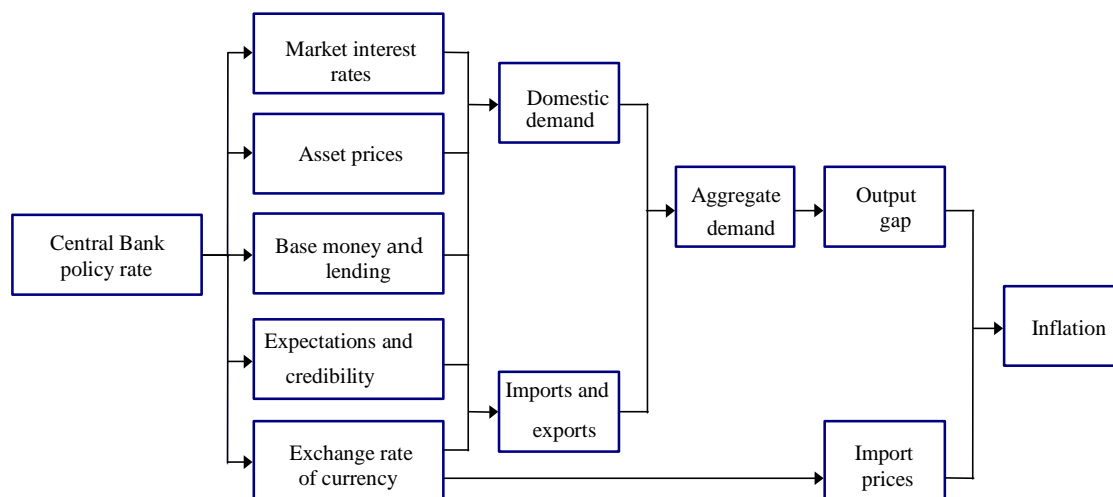 Central Bank
policy rate
Market interest
rates
Asset prices
Base money and
lending
Expectations and
credibility
Exchange rate
of currency
Domestic
demand
Imports and
exports
Aggregate
demand
Output
gap
Import
prices
Inflation